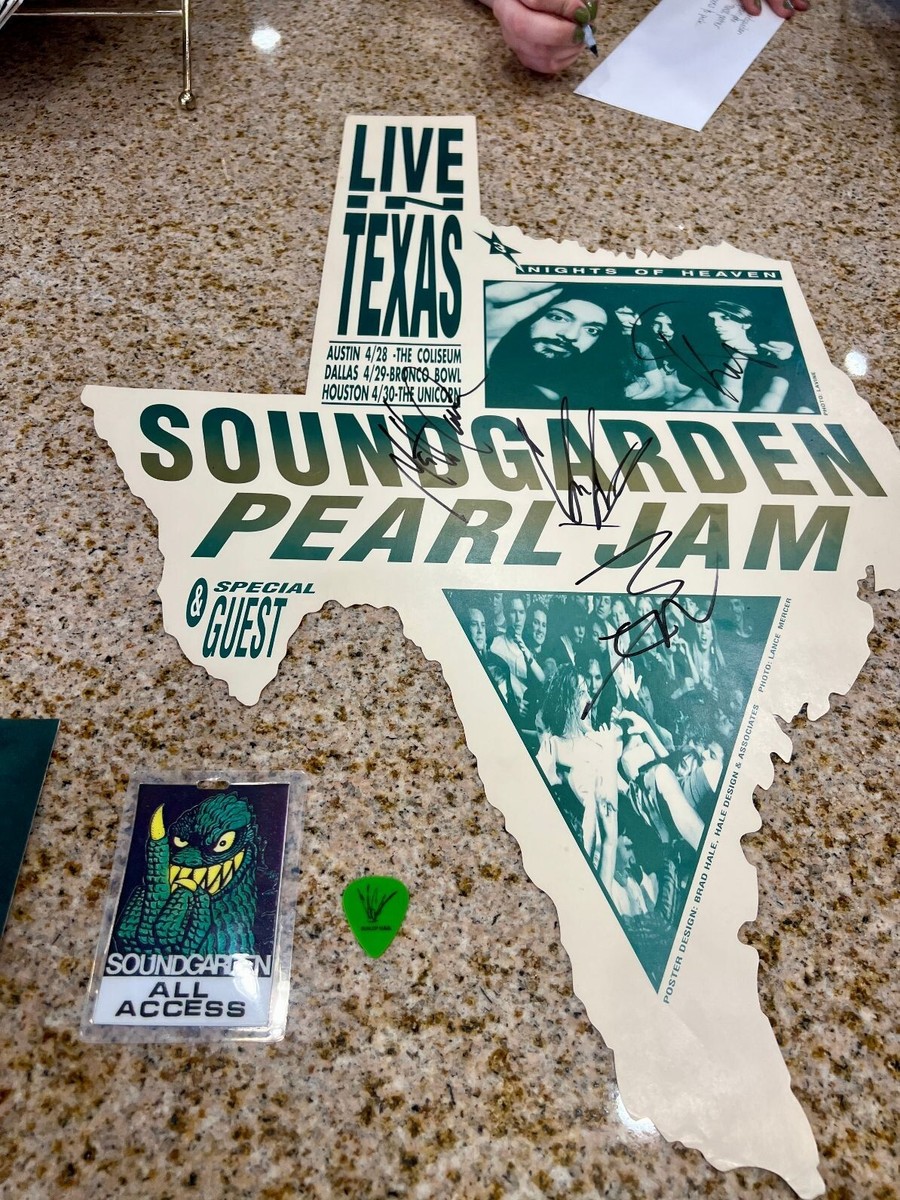 LIVE
IN
TEXAS
AUSTIN 4/28 -THE COLISEUM
DALLAS 4/29-BRONCO BOWL
HOUSTON 4/30-THE UNICORN
3
NIGHTS OF HEAVEN
PHOTO: LAVINE
SOUNDGARDEN
PEARL JAM
& SPECIAL
GUEST
PHOTO: LANCE MERCER
POSTER DESIGN: BRAD HALE, HALE DESIGN & ASSOCIATES
SOUNDGARDEN
ALL
ACCESS